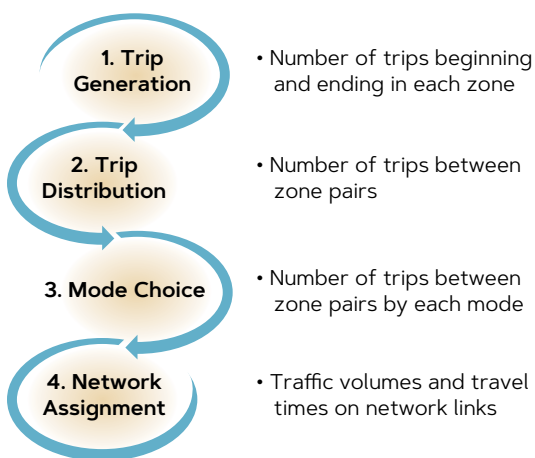 1. Trip
Generation
• Number of trips beginning
and ending in each zone
2. Trip
Distribution
• Number of trips between
zone pairs
3. Mode Choice
• Number of trips between
zone pairs by each mode
4. Network
Assignment
• Traffic volumes and travel
times on network links